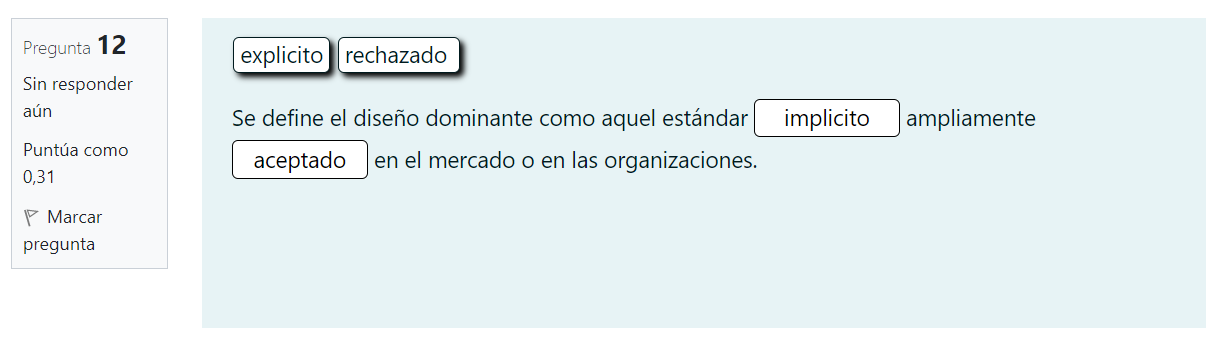 Pregunta 12
Sin responder
aún
Puntúa como
0,31
Marcar
pregunta
explicito rechazado
Se define el diseño dominante como aquel estándar implicito ampliamente
aceptado en el mercado o en las organizaciones.